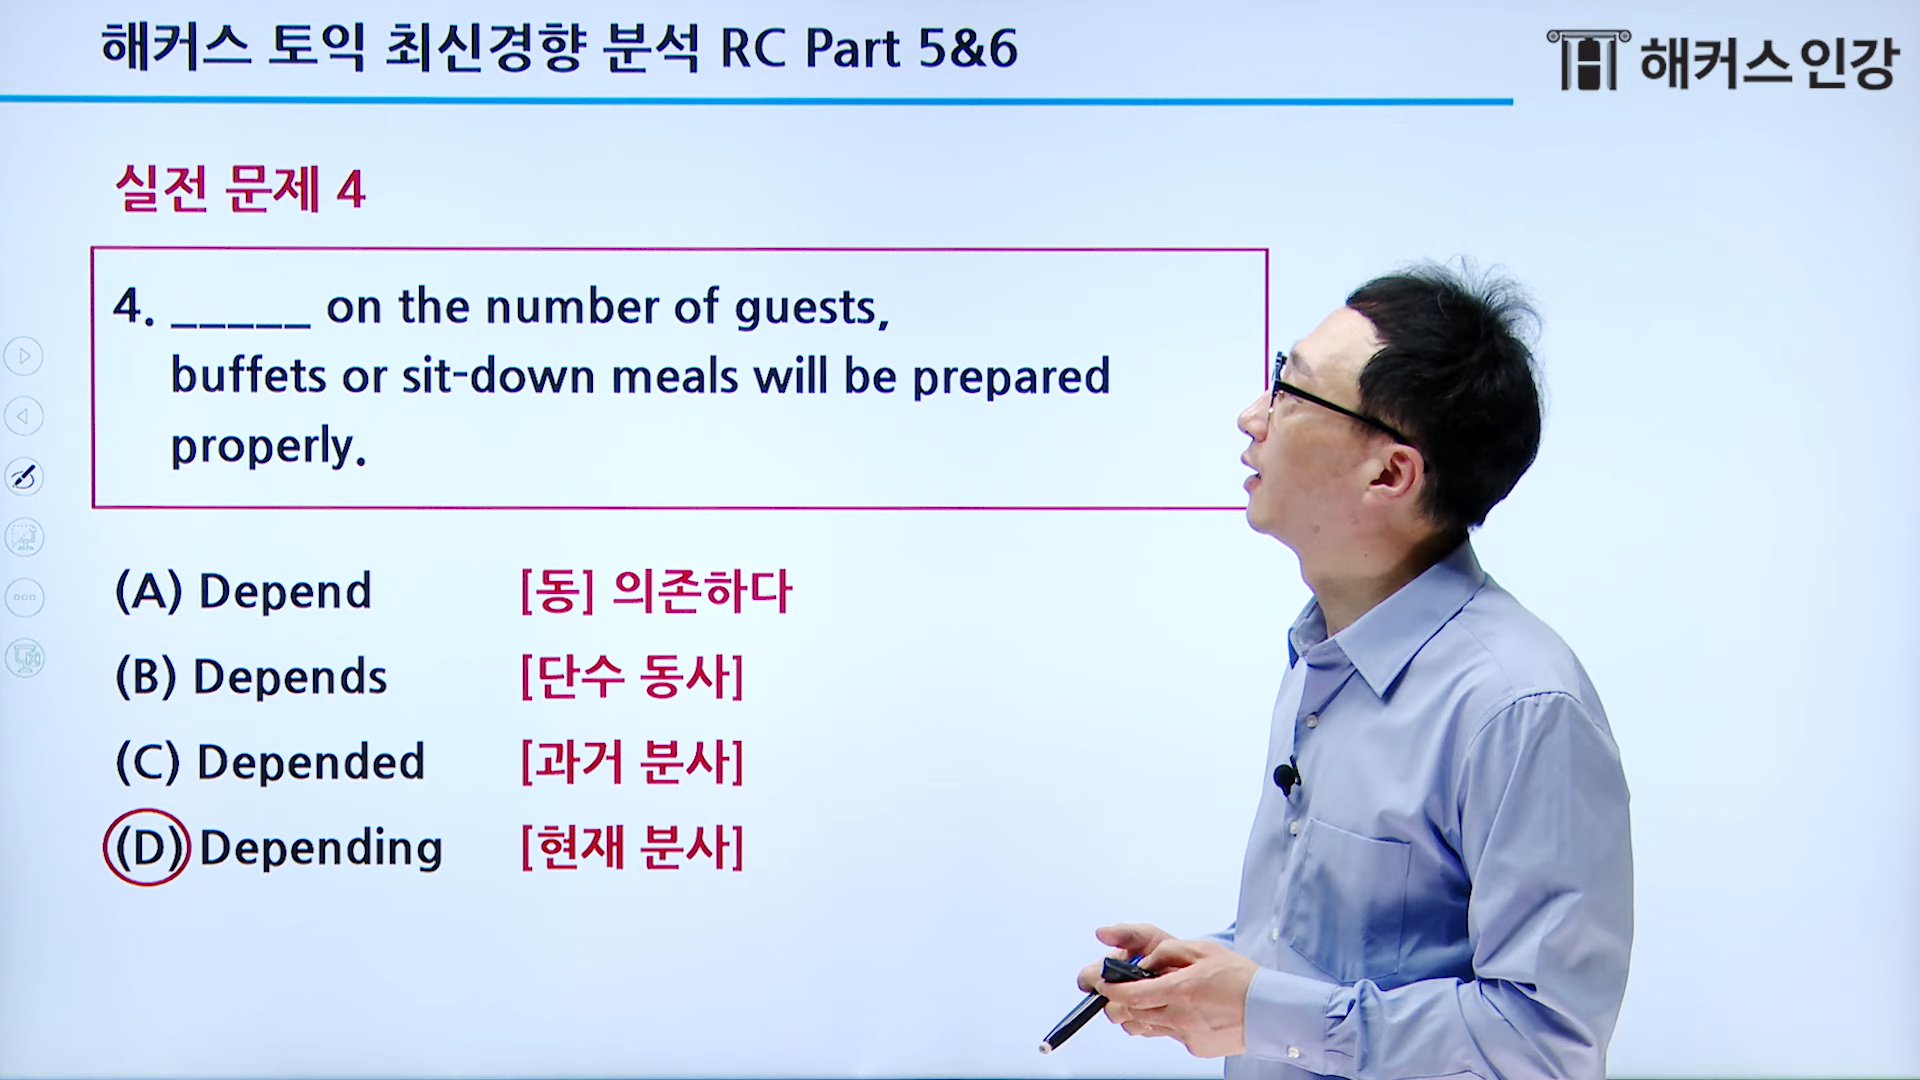 해커스 토익 최신경향 분석 RC Part 5&6
해커스인강
실전 문제 4
4. _____ on the number of guests,
buffets or sit-down meals will be prepared
properly.
(A) Depend [동] 의존하다
(B) Depends [단수 동사]
(C) Depended [과거 분사]
(D) Depending [현재 분사]